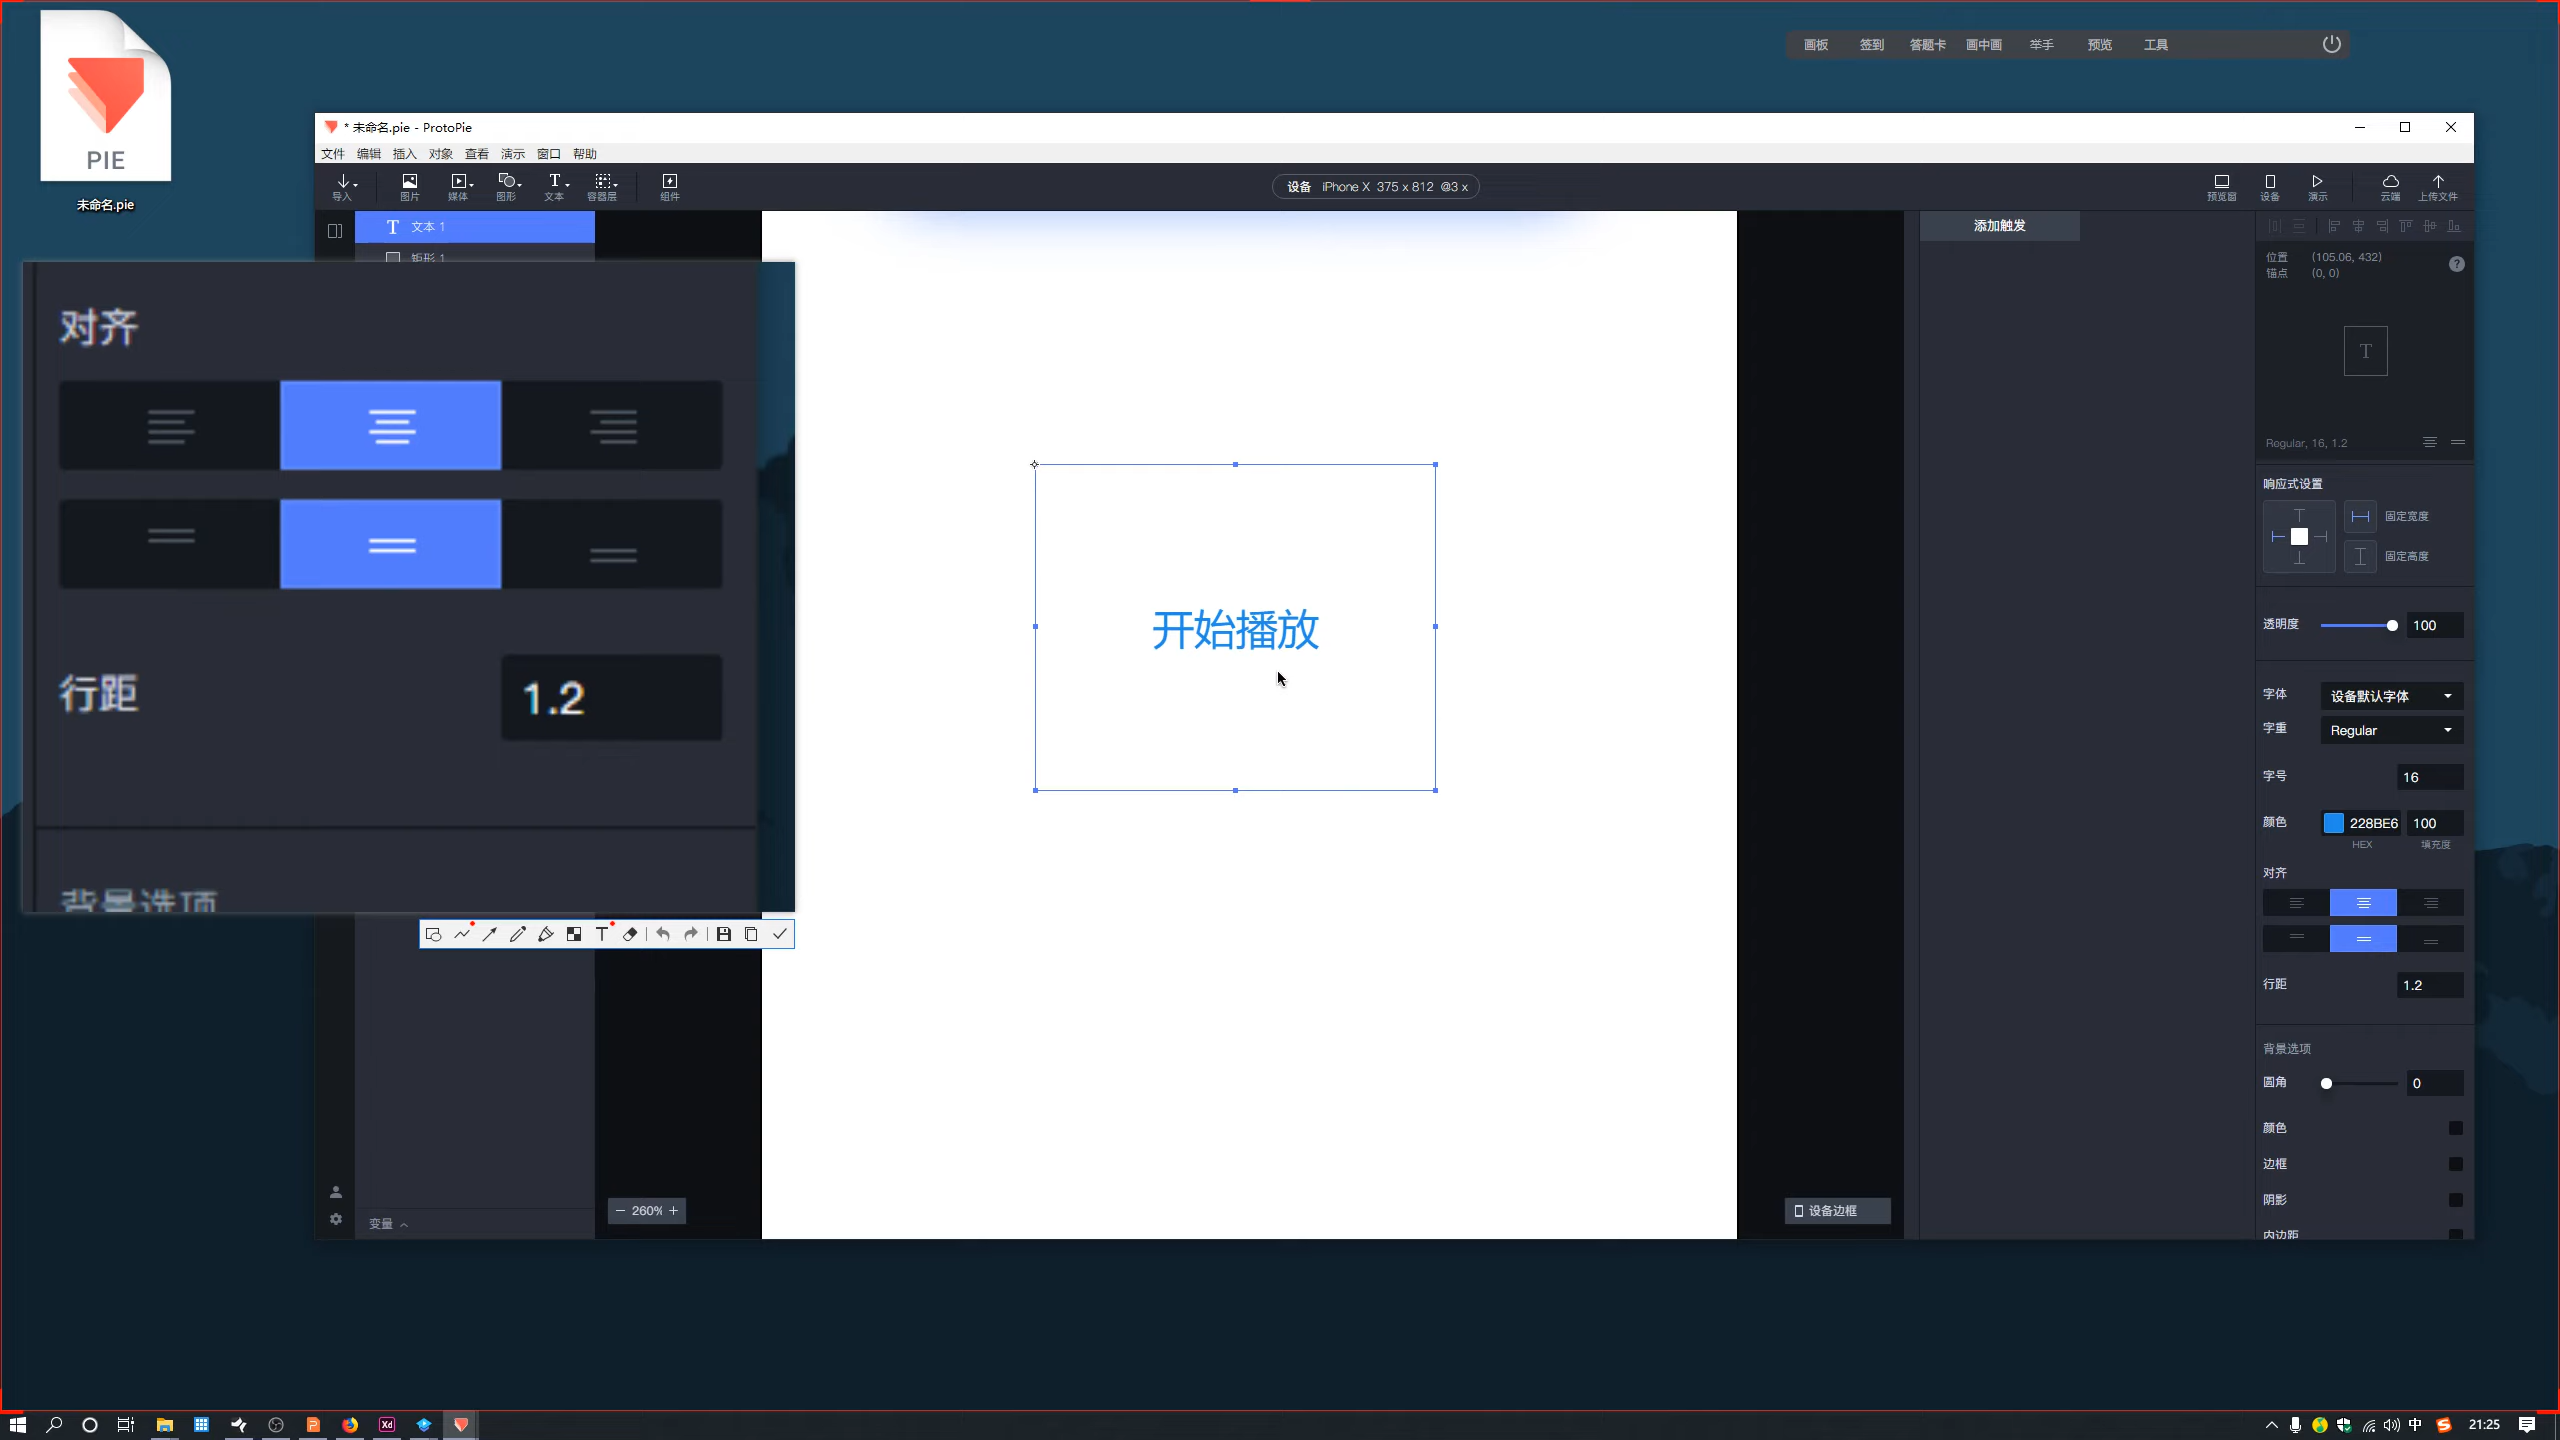 PIE
未命名.pie
画板 签到 答题卡 画中画 举手 预览 工具
* 未命名.pie - ProtoPie
文件 编辑 插入 对象 查看 演示 窗口 帮助
导入 图片 媒体 图形 文本 容器层 组件
设备 iPhone X 375 x 812 @3 x
预览窗 设备 演示 云端 上传文件
文本 1
矩形 1
添加触发
位置 (105.06, 432)
锚点 (0, 0)
?
T
Regular, 16, 1.2
对齐
行距 1.2
背景选项
开始播放
响应式设置
固定宽度
固定高度
透明度 100
字体 设备默认字体
字重 Regular
字号 16
颜色 228BE6 100
HEX 填充度
对齐
行距 1.2
背景选项
圆角 0
颜色
边框
阴影
内边距
变量
260%
设备边框
Xd
中
21:25